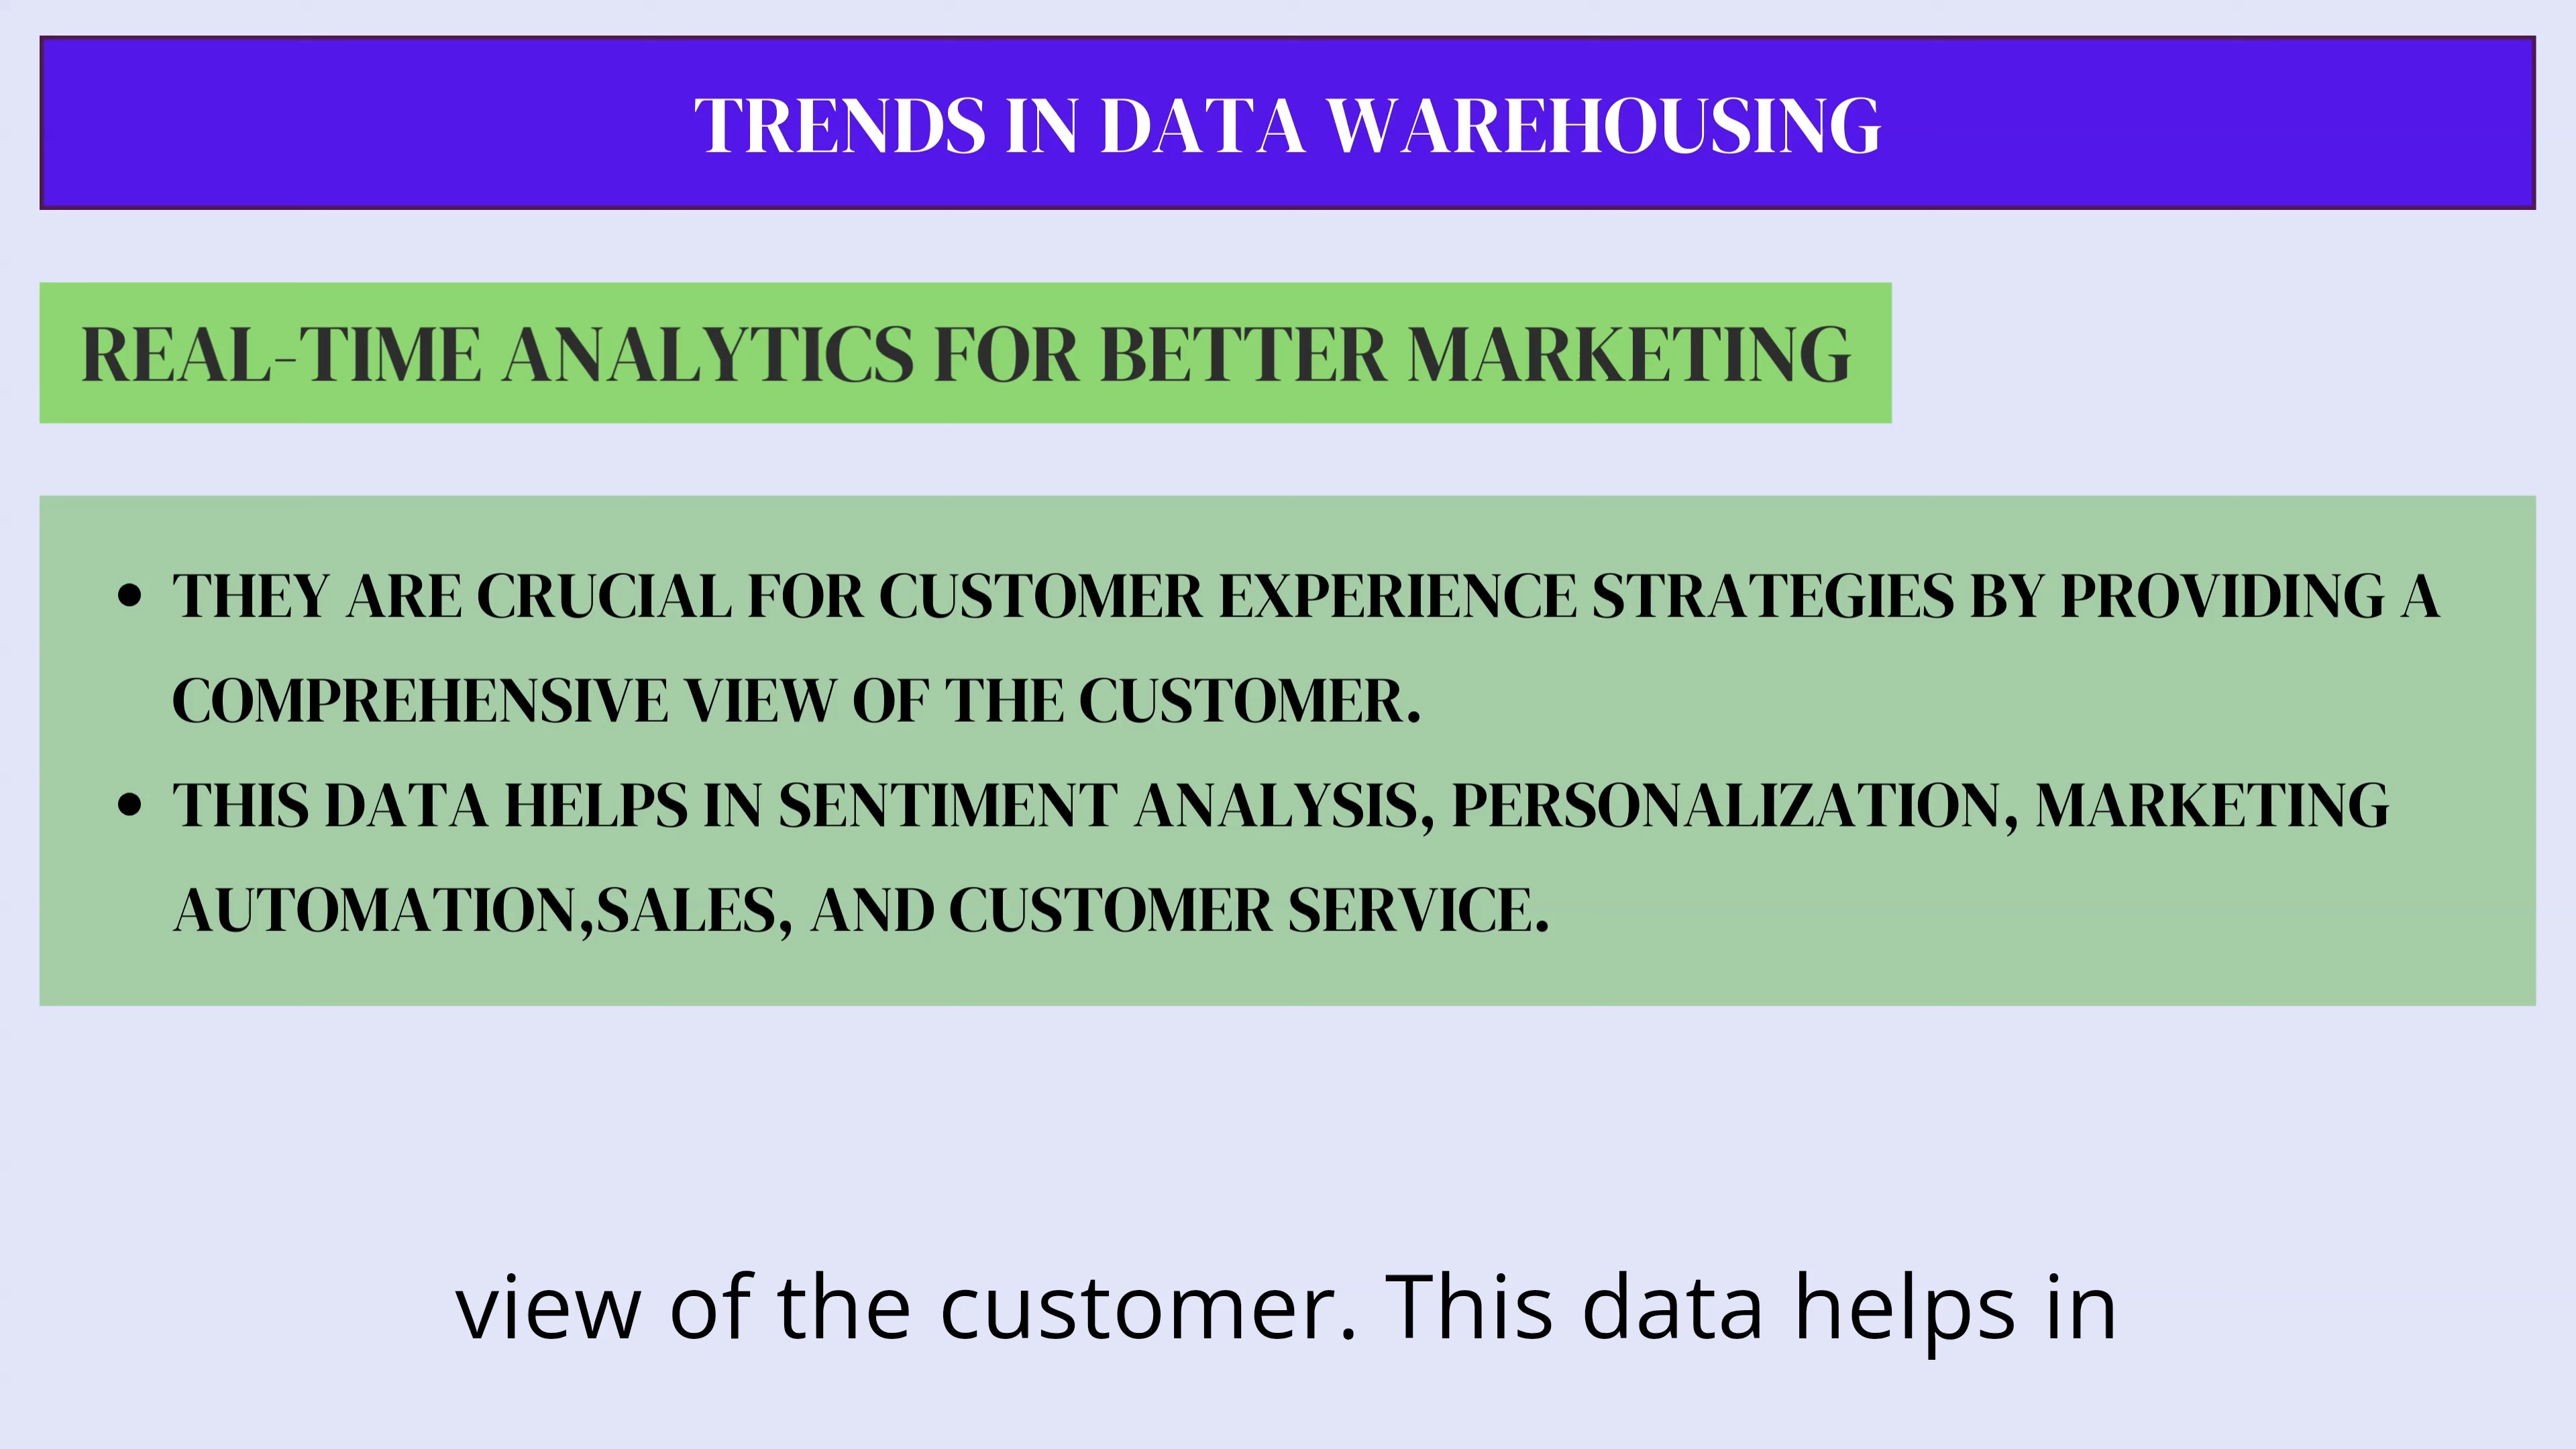 TRENDS IN DATA WAREHOUSING
REAL-TIME ANALYTICS FOR BETTER MARKETING
• THEY ARE CRUCIAL FOR CUSTOMER EXPERIENCE STRATEGIES BY PROVIDING A
COMPREHENSIVE VIEW OF THE CUSTOMER.
• THIS DATA HELPS IN SENTIMENT ANALYSIS, PERSONALIZATION, MARKETING
AUTOMATION,SALES, AND CUSTOMER SERVICE.
view of the customer. This data helps in